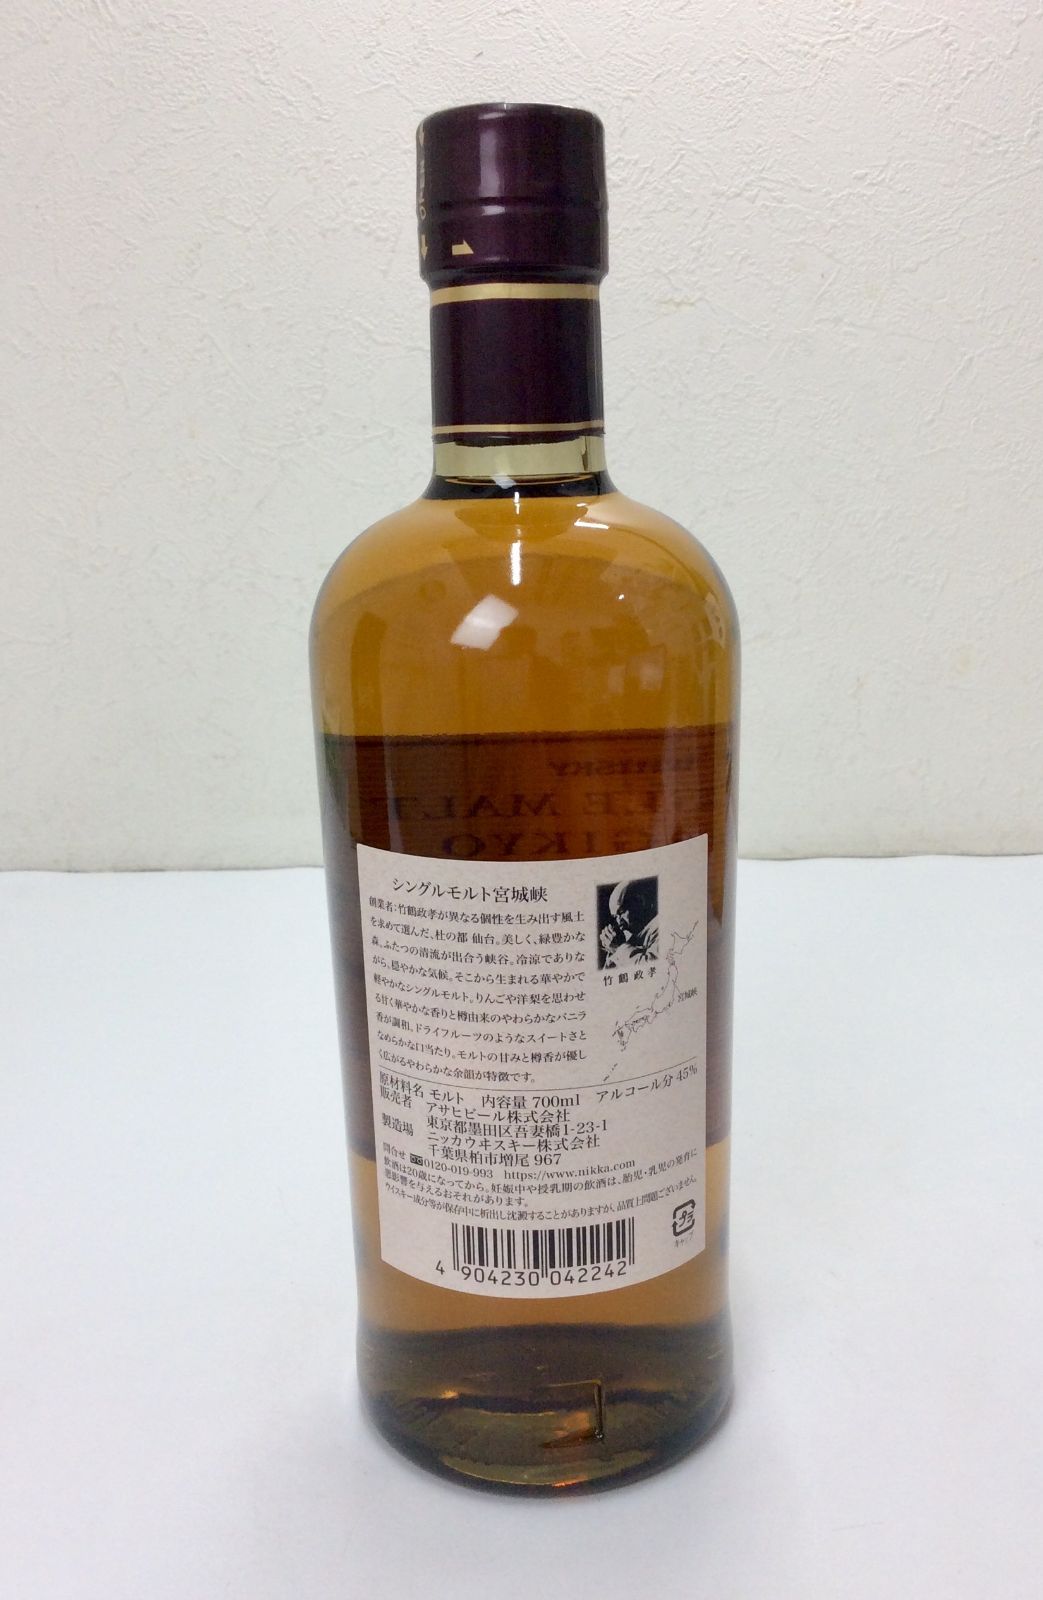 OPEN
WHISKY
LE MALT
GIKYO
シングルモルト宮城峡
創業者:竹鶴政孝が異なる個性を生み出す風土
を求めて選んだ、杜の都 仙台。美しく、緑豊かな
森。ふたつの清流が出合う峡谷。冷涼でありな
がら、穏やかな気候。そこから生まれる華やかで
軽やかなシングルモルト。りんごや洋梨を思わせ
る甘く華やかな香りと樽由来のやわらかなバニラ
香が調和。ドライフルーツのようなスイートさと
なめらかな口当たり。モルトの甘みと樽香が優し
く広がるやわらかな余韻が特徴です。
竹鶴政孝
宮城峡
原材料名 モルト 内容量 700ml アルコール分 45%
販売者 アサヒビール株式会社
東京都墨田区吾妻橋1-23-1
製造場 ニッカウヰスキー株式会社
千葉県柏市増尾 967
問合せ 0120-019-993 https://www.nikka.com
飲酒は20歳になってから。妊娠中や授乳期の飲酒は、胎児・乳児の発育に
悪影響を与えるおそれがあります。
ウイスキー成分等が保存中に析出し沈澱することがありますが、品質上問題ございません。
プラ
キャップ
4 904230 042242